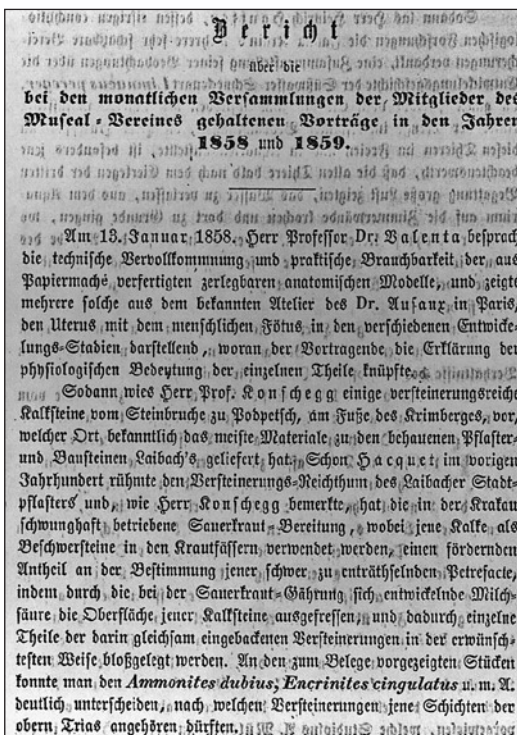 Bericht
über die
bei den monatlichen Versammlungen der Mitglieder des
Museal-Vereines gehaltenen Vorträge in den Jahren
1858 und 1859.
Am 13. Januar 1858. Herr Professor Dr. Valenta besprach
die technische Vervollkommnung und praktische Brauchbarkeit der aus
Papiermaché verfertigten zerlegbaren anatomischen Modelle, und zeigte
mehrere solche aus dem bekannten Atelier des Dr. Aufaux in Paris,
den Uterus mit dem menschlichen Fötus in den verschiedenen Entwicke-
lungs-Stadien darstellend, woran der Vortragende die Erklärung der
physiologischen Bedeutung der einzelnen Theile knüpfte.
Sodann wies Herr Prof. Konschegg einige versteinerungsreiche
Kalksteine vom Steinbruche zu Podpetsch, am Fuße des Krimberges, vor,
welcher Ort bekanntlich das meiste Materiale zu den behauenen Pflaster-
und Bausteinen Laibach's geliefert hat. Schon Hacquet im vorigen
Jahrhundert rühmte den Versteinerungs-Reichthum des Laibacher Stadt-
pflasters und, wie Herr Konschegg bemerkte, hat die in der Krakau
schwunghaft betriebene Sauerkraut-Bereitung, wobei jene Kalke als
Beschwersteine in den Krautfässern verwendet werden, einen fördernden
Antheil an der Bestimmung jener schwer zu enträthselnden Petrefacte,
indem durch die bei der Sauerkraut-Gährung sich entwickelnde Milch-
säure die Oberfläche jener Kalksteine ausgefressen, und dadurch einzelne
Theile der darin gleichsam eingebackenen Versteinerungen in der erwünsch-
testen Weise bloßgelegt werden. An den zum Belege vorgezeigten Stücken
konnte man den Ammonites dubius, Encrinites cingulatus u. m. A.
deutlich unterscheiden, nach welchen Versteinerungen jene Schichten der
obern Trias angehören dürften.